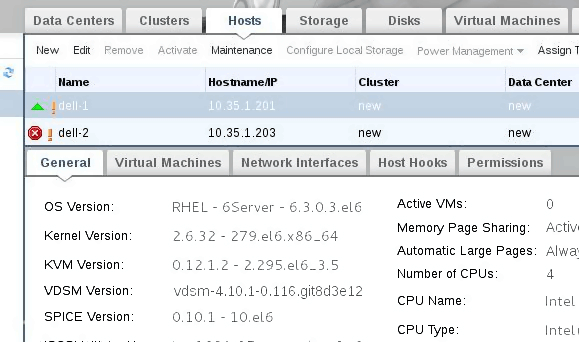 Data Centers Clusters Hosts Storage Disks Virtual Machines
New Edit Remove Activate Maintenance Configure Local Storage Power Management Assign
Name Hostname/IP Cluster Data Center
dell-1 10.35.1.201 new new
dell-2 10.35.1.203 new new
General Virtual Machines Network Interfaces Host Hooks Permissions
OS Version: RHEL - 6Server - 6.3.0.3.el6
Kernel Version: 2.6.32 - 279.el6.x86_64
KVM Version: 0.12.1.2 - 2.295.el6_3.5
VDSM Version: vdsm-4.10.1-0.116.git8d3e12
SPICE Version: 0.10.1 - 10.el6
Active VMs: 0
Memory Page Sharing: Active
Automatic Large Pages: Alway
Number of CPUs: 4
CPU Name: Intel
CPU Type: Intel